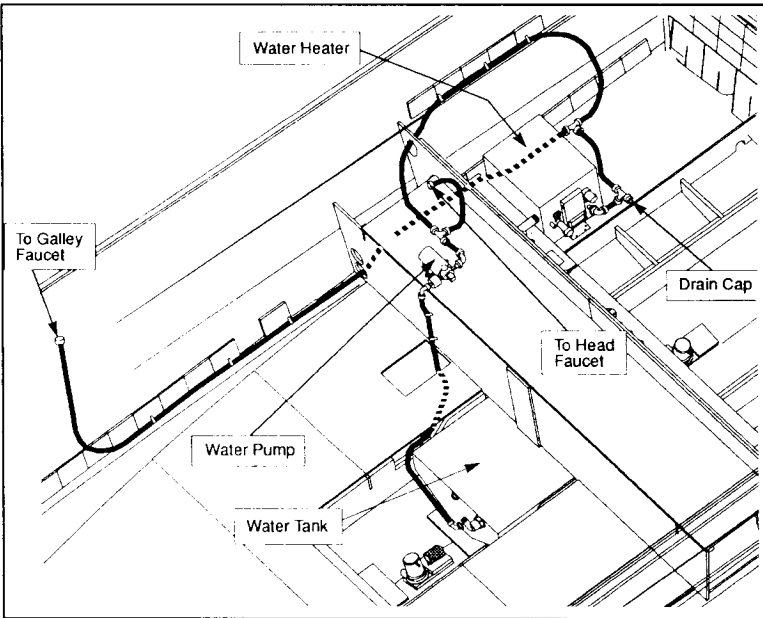 Water Heater
To Galley
Faucet
Drain Cap
To Head
Faucet
Water Pump
Water Tank